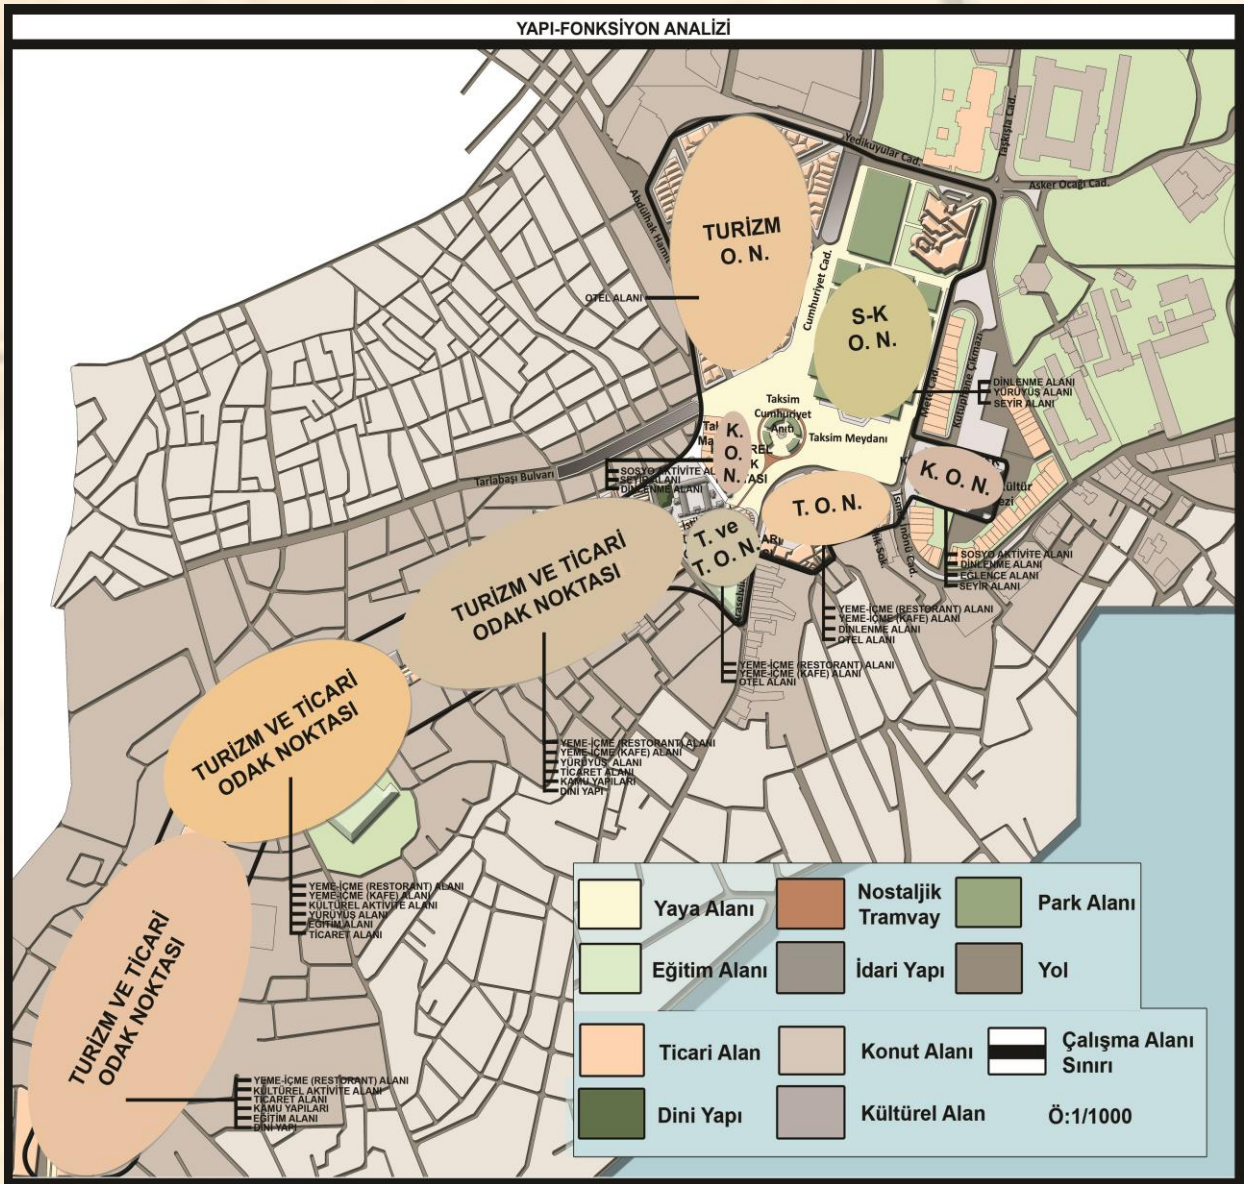 YAPI-FONKSİYON ANALİZİ
Yedikuyular Cad.
Taşkışla Cad.
Asker Ocağı Cad.
Abdülhak Hamit
TURİZM
O. N.
OTEL ALANI
Cumhuriyet Cad.
S-K
O. N.
Mete Cad.
Kütüphane Çıkmazı
DİNLENME ALANI
YÜRÜYÜŞ ALANI
SEYİR ALANI
Taksim
Cumhuriyet
Anıtı
Taksim Meydanı
K.
O.
N.
Tarlabaşı Bulvarı
SOSYO AKTİVİTE
SEYİR ALANI
DİNLENME ALANI
T. O. N.
K. O. N.
İsmet İnönü Cad.
T. ve
T. O. N.
SOSYO AKTİVİTE ALANI
DİNLENME ALANI
EĞLENCE ALANI
SEYİR ALANI
YEME-İÇME (RESTORANT) ALANI
YEME-İÇME (KAFE) ALANI
DİNLENME ALANI
OTEL ALANI
YEME-İÇME (RESTORANT) ALANI
YEME-İÇME (KAFE) ALANI
OTEL ALANI
TURİZM VE TİCARİ
ODAK NOKTASI
YEME-İÇME (RESTORANT) ALANI
YEME-İÇME (KAFE) ALANI
YÜRÜYÜŞ ALANI
TİCARET ALANI
KAMU YAPILARI
DİNİ YAPI
TURİZM VE TİCARİ
ODAK NOKTASI
YEME-İÇME (RESTORANT) ALANI
YEME-İÇME (KAFE) ALANI
KÜLTÜREL AKTİVİTE ALANI
YÜRÜYÜŞ ALANI
EĞİTİM ALANI
TİCARET ALANI
TURİZM VE TİCARİ
ODAK NOKTASI
YEME-İÇME (RESTORANT) ALANI
KÜLTÜREL AKTİVİTE ALANI
TİCARET ALANI
KAMU YAPILARI
EĞİTİM ALANI
DİNİ YAPI
Yaya Alanı
Nostaljik
Tramvay
Park Alanı
Eğitim Alanı
İdari Yapı
Yol
Ticari Alan
Konut Alanı
Çalışma Alanı
Sınırı
Dini Yapı
Kültürel Alan
Ö:1/1000